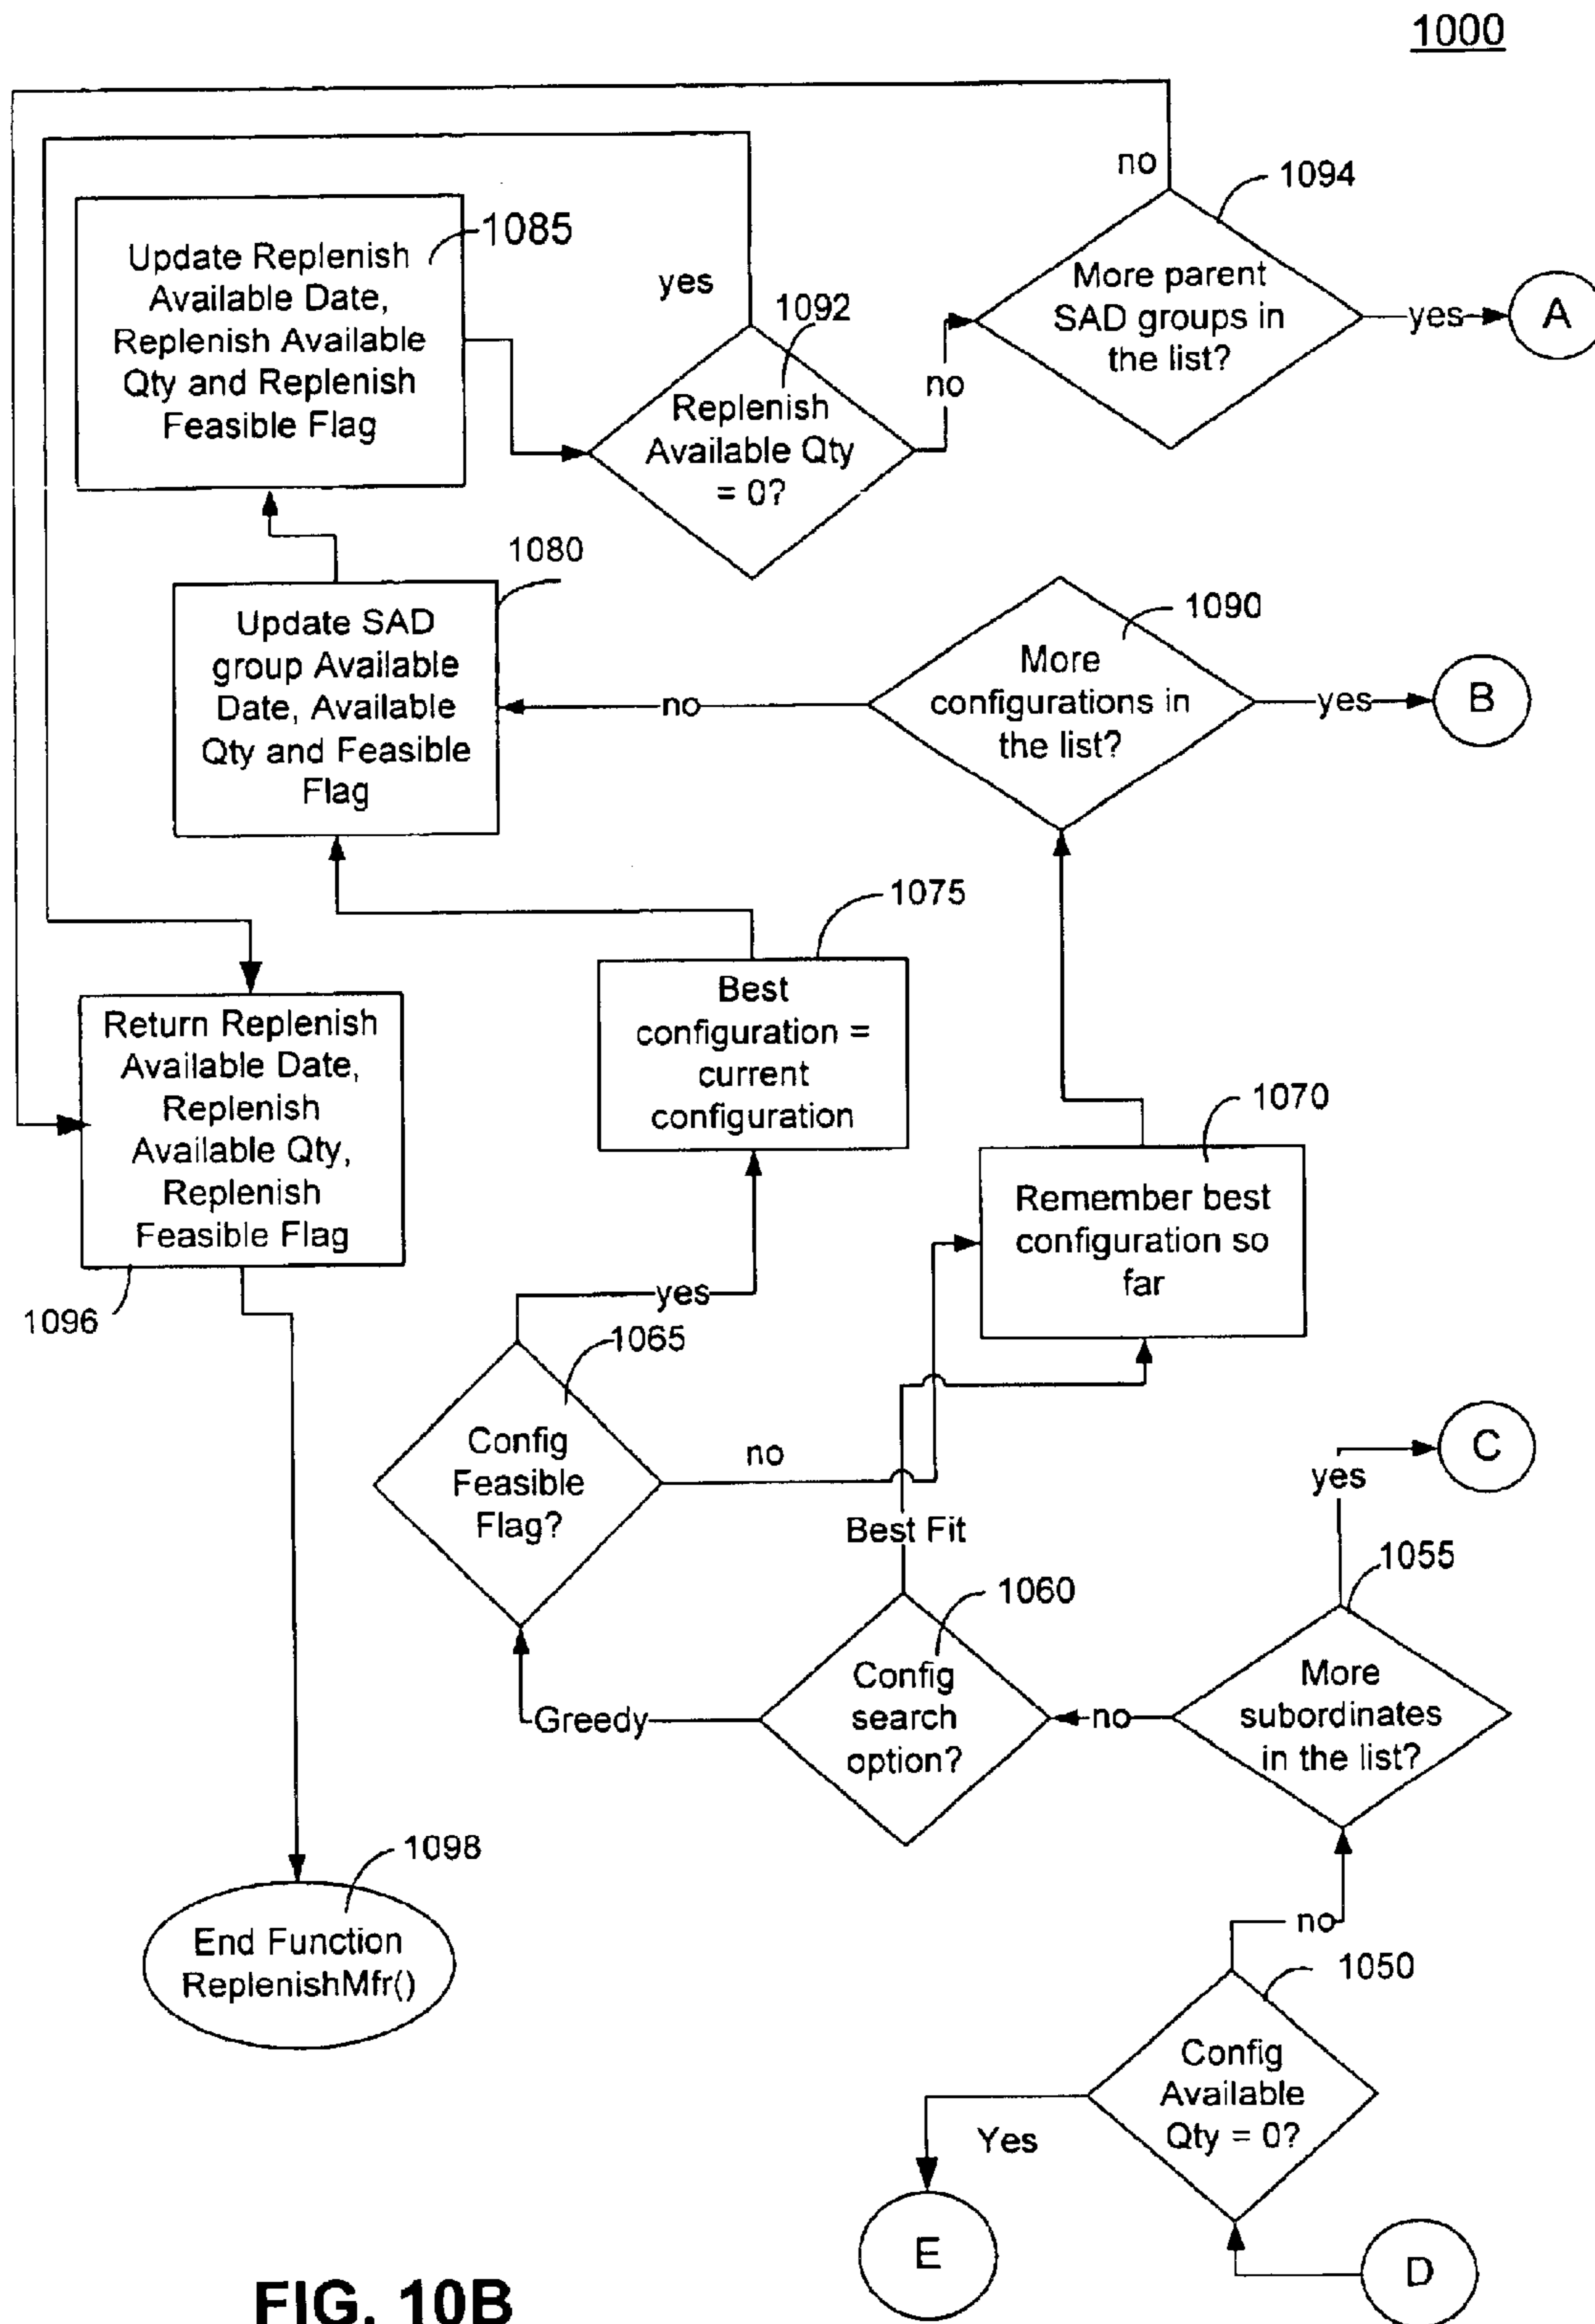 1000
no
1094
1085
Update Replenish
Available Date,
Replenish Available
Qty and Replenish
Feasible Flag
yes
1092
Replenish
Available Qty
= 0?
no
More parent
SAD groups in
the list?
yes
A
1080
Update SAD
group Available
Date, Available
Qty and Feasible
Flag
no
1090
More
configurations in
the list?
yes
B
1075
Best
configuration =
current
configuration
Return Replenish
Available Date,
Replenish
Available Qty,
Replenish
Feasible Flag
1096
1070
Remember best
configuration so
far
yes
1065
Config
Feasible
Flag?
no
Best Fit
C
yes
1055
1060
Config
search
option?
Greedy
no
More
subordinates
in the list?
1098
End Function
ReplenishMfr()
no
1050
Config
Available
Qty = 0?
Yes
E
D
FIG. 10B